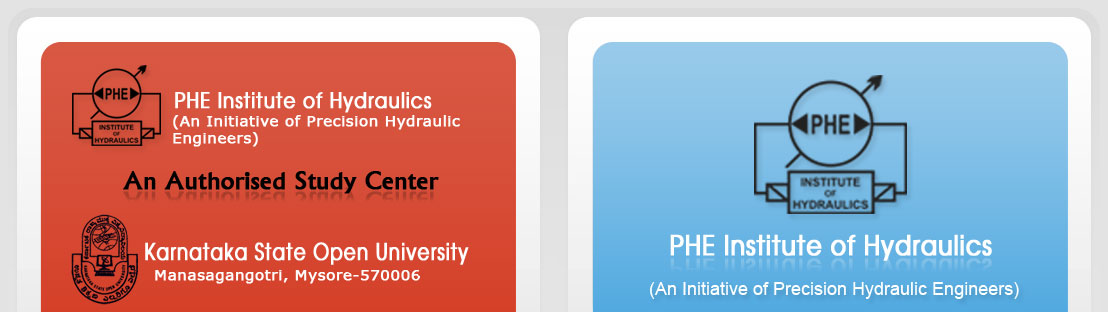 PHE
INSTITUTE
OF
HYDRAULICS
PHE Institute of Hydraulics
(An Initiative of Precision Hydraulic
Engineers)
An Authorised Study Center
Karnataka State Open University
Manasagangotri, Mysore-570006
PHE
INSTITUTE
OF
HYDRAULICS
PHE Institute of Hydraulics
(An Initiative of Precision Hydraulic Engineers)